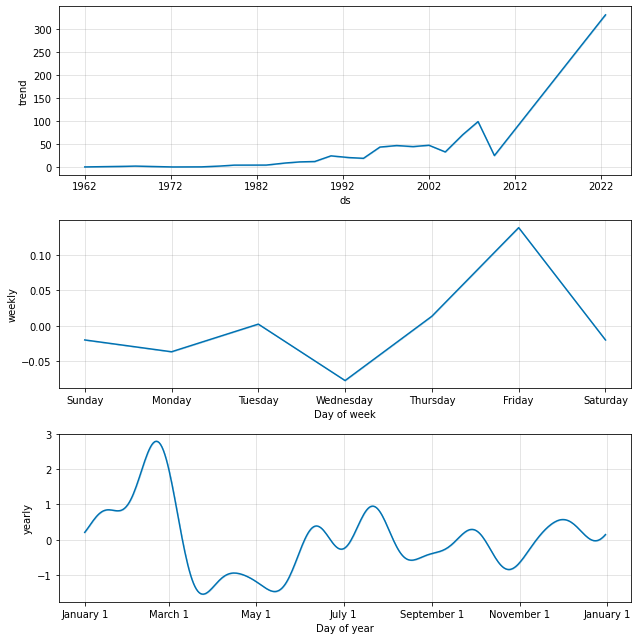 300
250
200
150
100
50
0
trend
1962 1972 1982 1992 2002 2012 2022
ds
0.10
0.05
0.00
−0.05
weekly
Sunday Monday Tuesday Wednesday Thursday Friday Saturday
Day of week
3
2
1
0
−1
yearly
January 1 March 1 May 1 July 1 September 1 November 1 January 1
Day of year